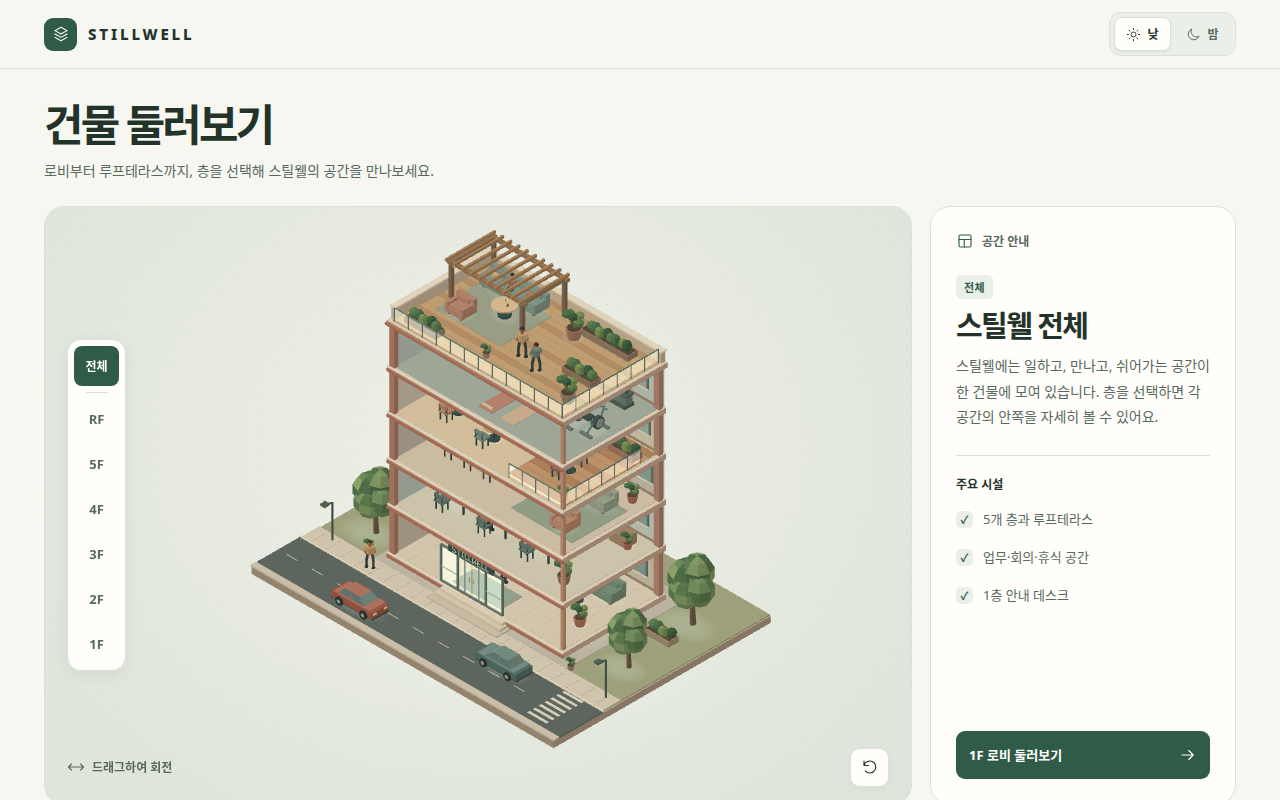 STILLWELL
낮
밤
건물 둘러보기
로비부터 루프테라스까지, 층을 선택해 스틸웰의 공간을 만나보세요.
전체
RF
5F
4F
3F
2F
1F
STILLWELL
드래그하여 회전
공간 안내
전체
스틸웰 전체
스틸웰에는 일하고, 만나고, 쉬어가는 공간이
한 건물에 모여 있습니다. 층을 선택하면 각
공간의 안쪽을 자세히 볼 수 있어요.
주요 시설
5개 층과 루프테라스
업무·회의·휴식 공간
1층 안내 데스크
1F 로비 둘러보기